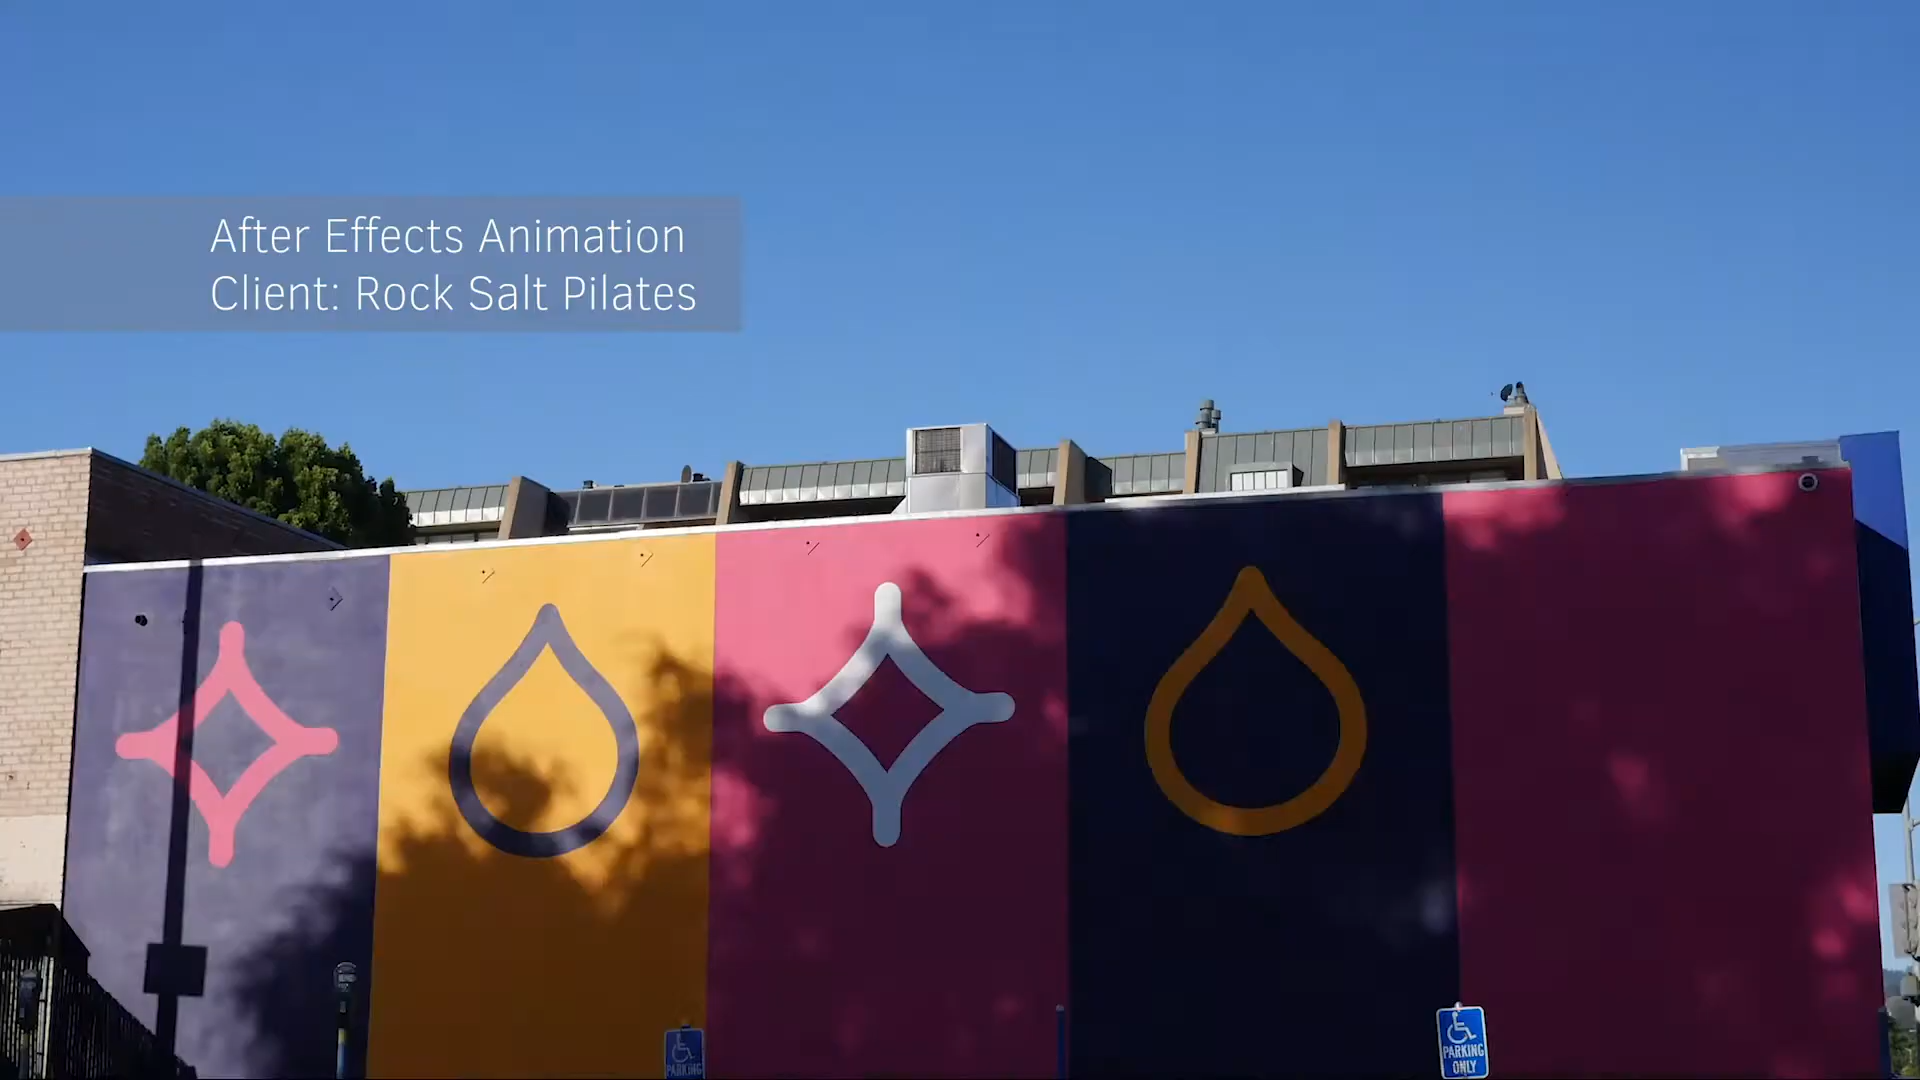 After Effects Animation
Client: Rock Salt Pilates
PARKING
PARKING
ONLY